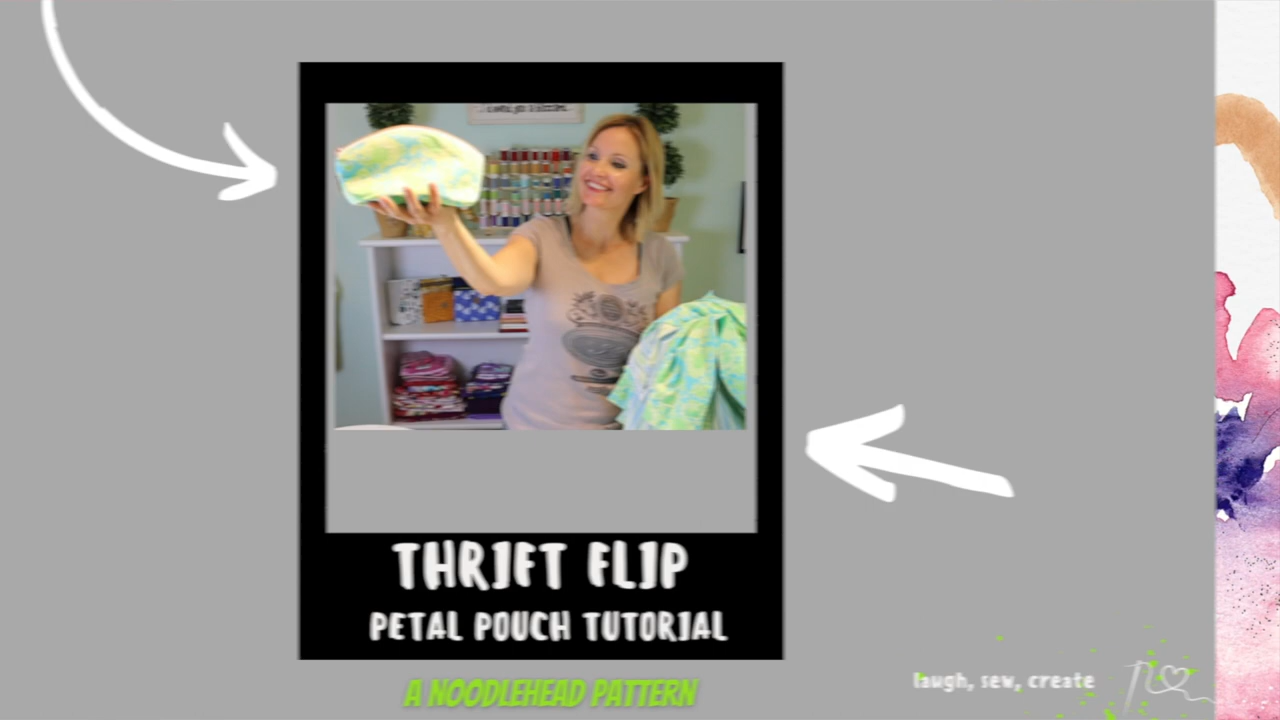 THRIFT FLIP
PETAL POUCH TUTORIAL
A NOODLEHEAD PATTERN
laugh, sew, create